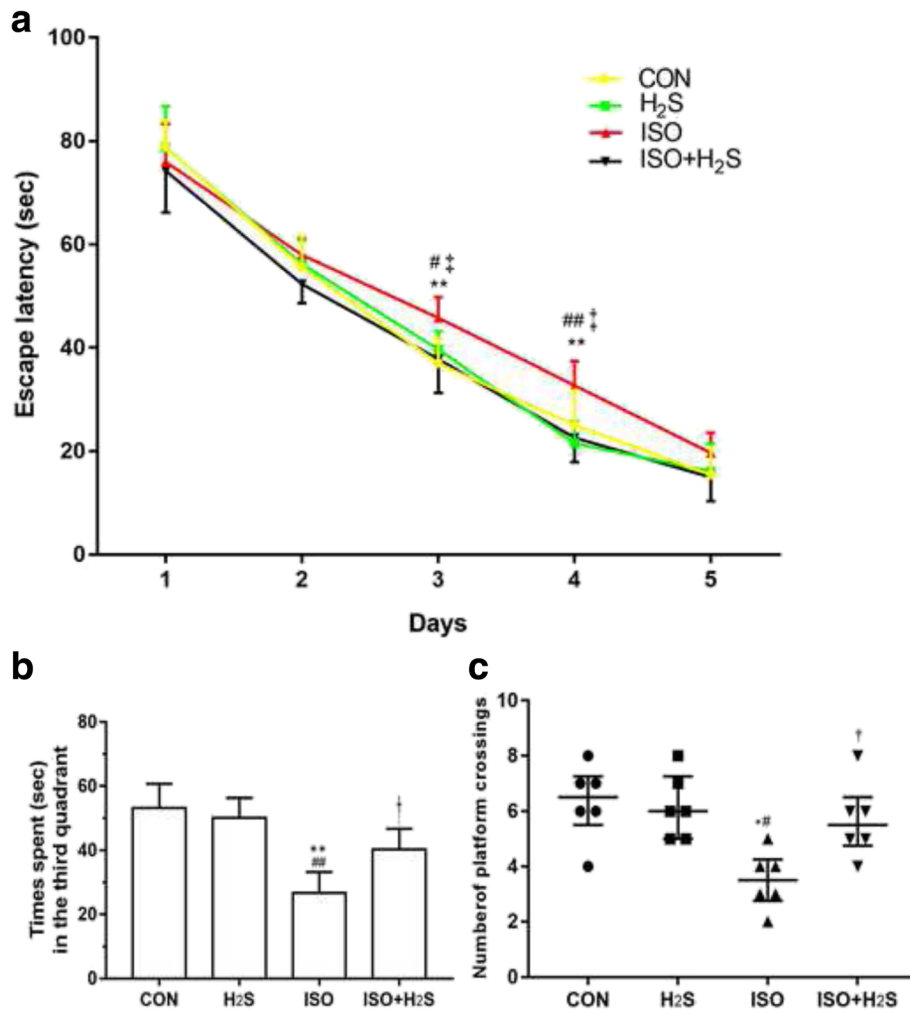 a
100
80
60
40
20
0
Escape latency (sec)
CON
H₂S
ISO
ISO+H₂S
# ‡
**
## ‡
**
1 2 3 4 5
Days
b
80
60
40
20
0
Times spent (sec)
in the third quadrant
**
##
†
CON H2S ISO ISO+H2S
c
10
8
6
4
2
0
Numberof platform crossings
*#
†
CON H2S ISO ISO+H2S